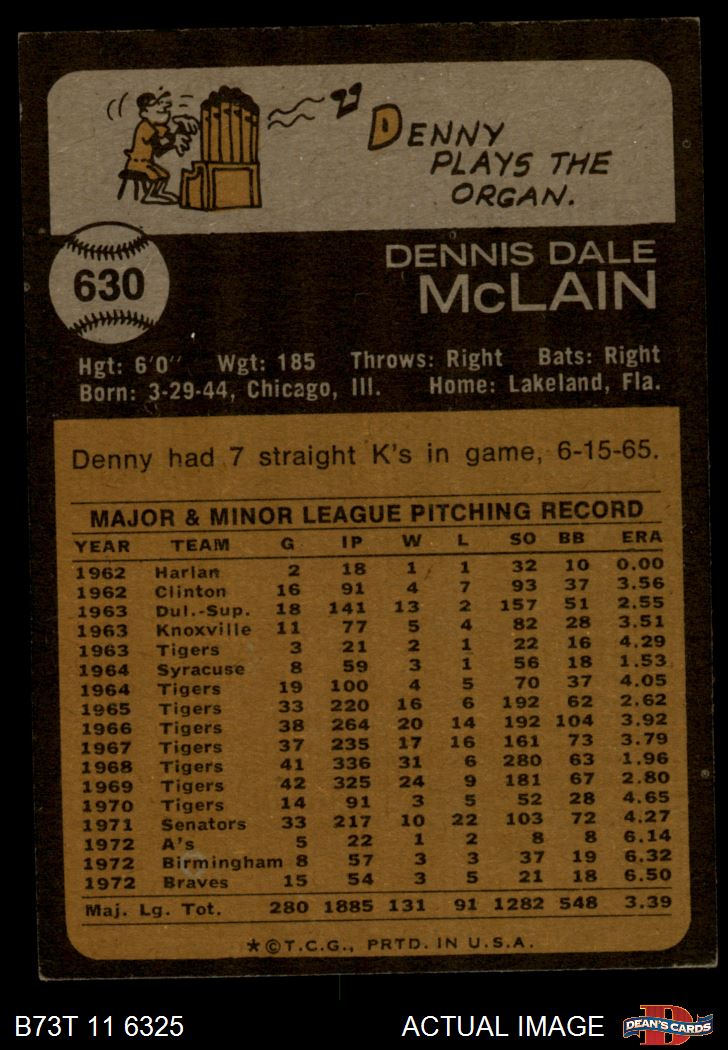 DENNY
PLAYS THE
ORGAN.
630
DENNIS DALE
McLAIN
Hgt: 6'0" Wgt: 185 Throws: Right Bats: Right
Born: 3-29-44, Chicago, Ill. Home: Lakeland, Fla.
Denny had 7 straight K's in game, 6-15-65.
MAJOR & MINOR LEAGUE PITCHING RECORD
YEAR TEAM G IP W L SO BB ERA
1962 Harlan 2 18 1 1 32 10 0.00
1962 Clinton 16 91 4 7 93 37 3.56
1963 Dul.-Sup. 18 141 13 2 157 51 2.55
1963 Knoxville 11 77 5 4 82 28 3.51
1963 Tigers 3 21 2 1 22 16 4.29
1964 Syracuse 8 59 3 1 56 18 1.53
1964 Tigers 19 100 4 5 70 37 4.05
1965 Tigers 33 220 16 6 192 62 2.62
1966 Tigers 38 264 20 14 192 104 3.92
1967 Tigers 37 235 17 16 161 73 3.79
1968 Tigers 41 336 31 6 280 63 1.96
1969 Tigers 42 325 24 9 181 67 2.80
1970 Tigers 14 91 3 5 52 28 4.65
1971 Senators 33 217 10 22 103 72 4.27
1972 A's 5 22 1 2 8 8 6.14
1972 Birmingham 8 57 3 3 37 19 6.32
1972 Braves 15 54 3 5 21 18 6.50
Maj. Lg. Tot. 280 1885 131 91 1282 548 3.39
★©T.C.G., PRTD. IN U.S.A.
B73T 11 6325 ACTUAL IMAGE
D
DEAN'S CARDS